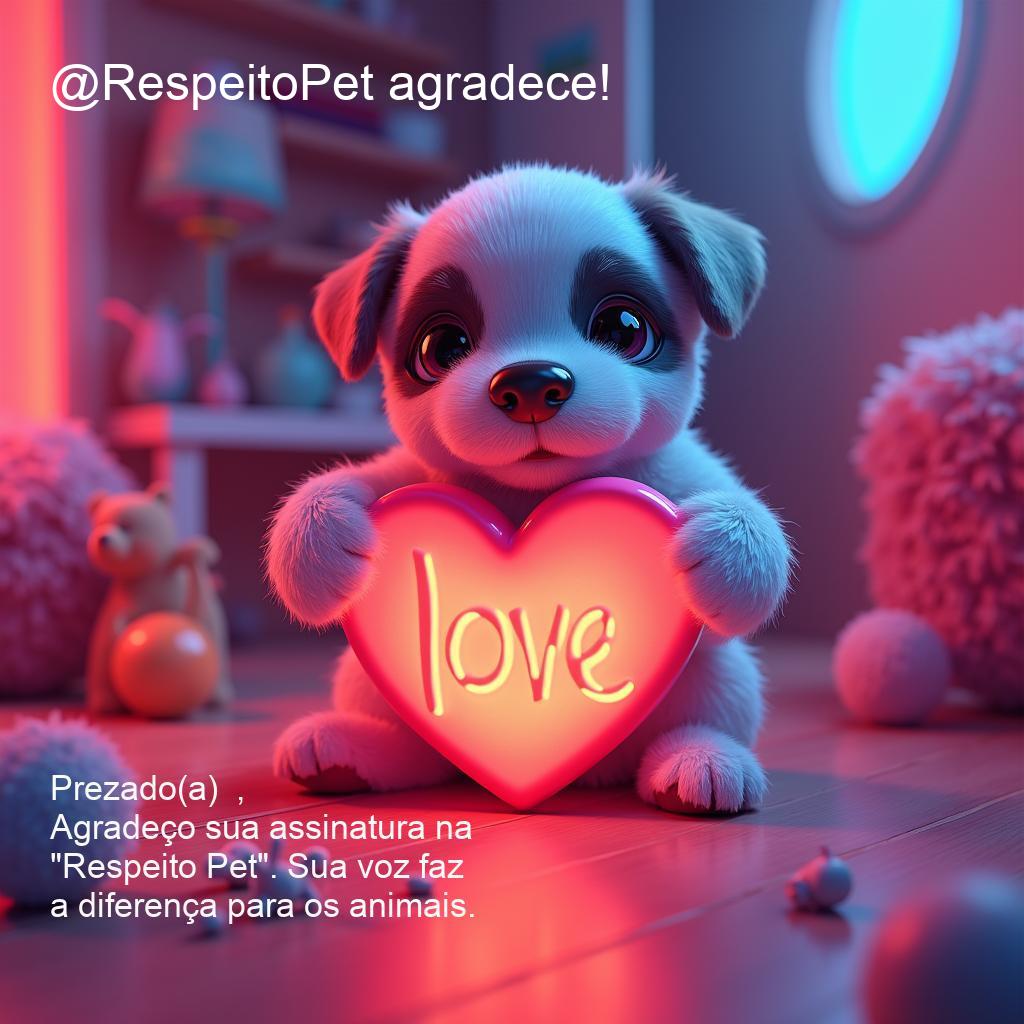 @RespeitoPet agradece!
love
Prezado(a)  ,
Agradeço sua assinatura na
"Respeito Pet". Sua voz faz
a diferença para os animais.